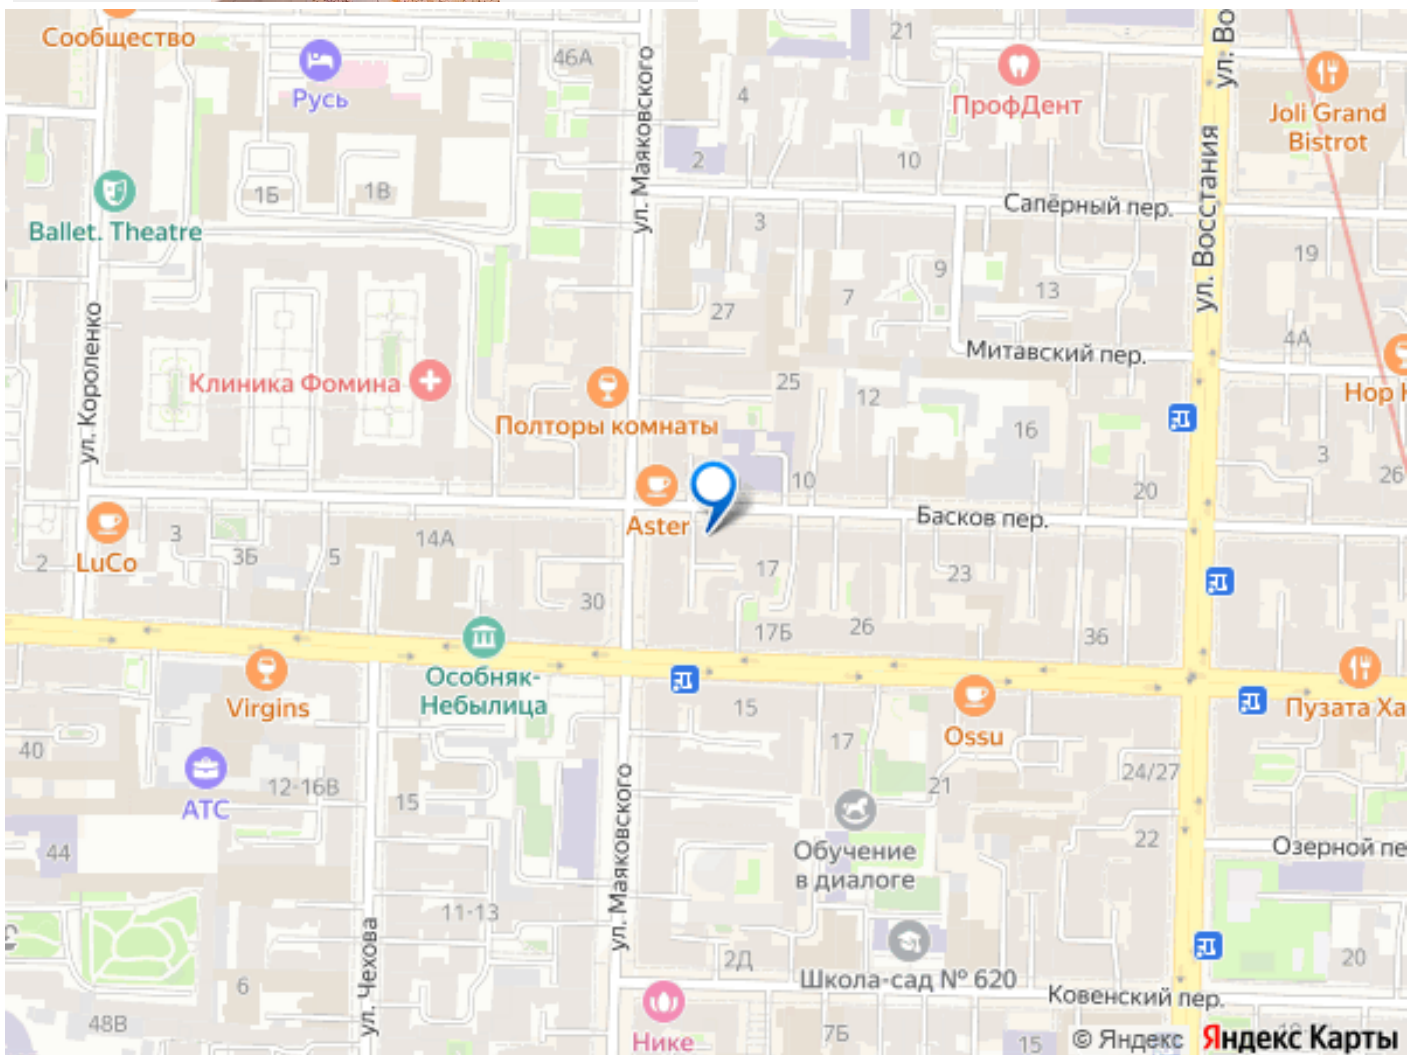 Сообщество
Русь
46А
21
ул. Во
ПрофДент
Joli Grand
Bistrot
ул. Маяковского
4
2
10
1Б
1В
Ballet. Theatre
Сапёрный пер.
ул. Восстания
3
19
9
13
7
27
4А
ул. Короленко
Митавский пер.
Клиника Фомина
25
12
Полторы комнаты
Hop
16
3
26
10
20
Aster
Басков пер.
LuCo
3
3Б
5
14А
2
17
23
30
17Б
26
36
Особняк-
Небылица
Virgins
15
Ossu
Пузата Ха
40
АТС
12-16В
15
17
21
24/27
22
44
Обучение
в диалоге
Озерной пе
ул. Маяковского
11-13
ул. Чехова
2Д
Школа-сад № 620
20
6
Ковенский пер.
48В
Нике
7Б
15
© Яндекс Яндекс Карты